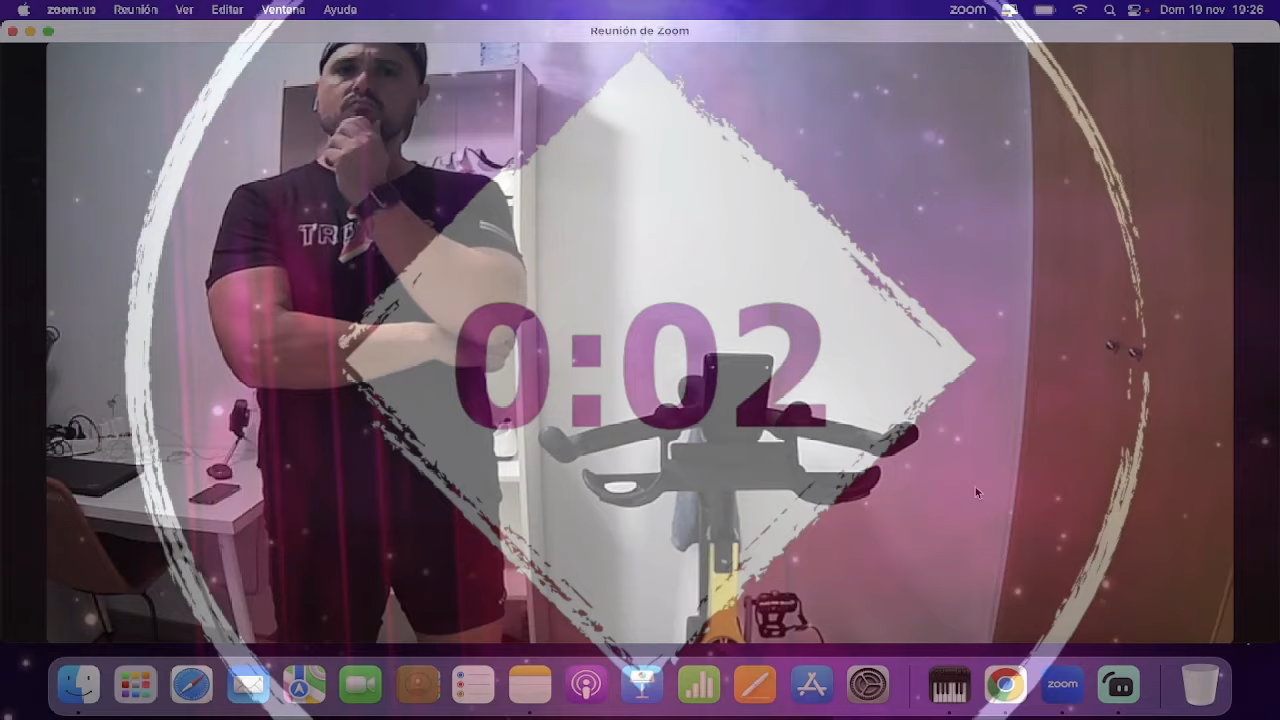 zoom.us Reunión Ver Editar Ventana Ayuda
zoom Dom 19 nov 19:26
Reunión de Zoom
0:02
zoom